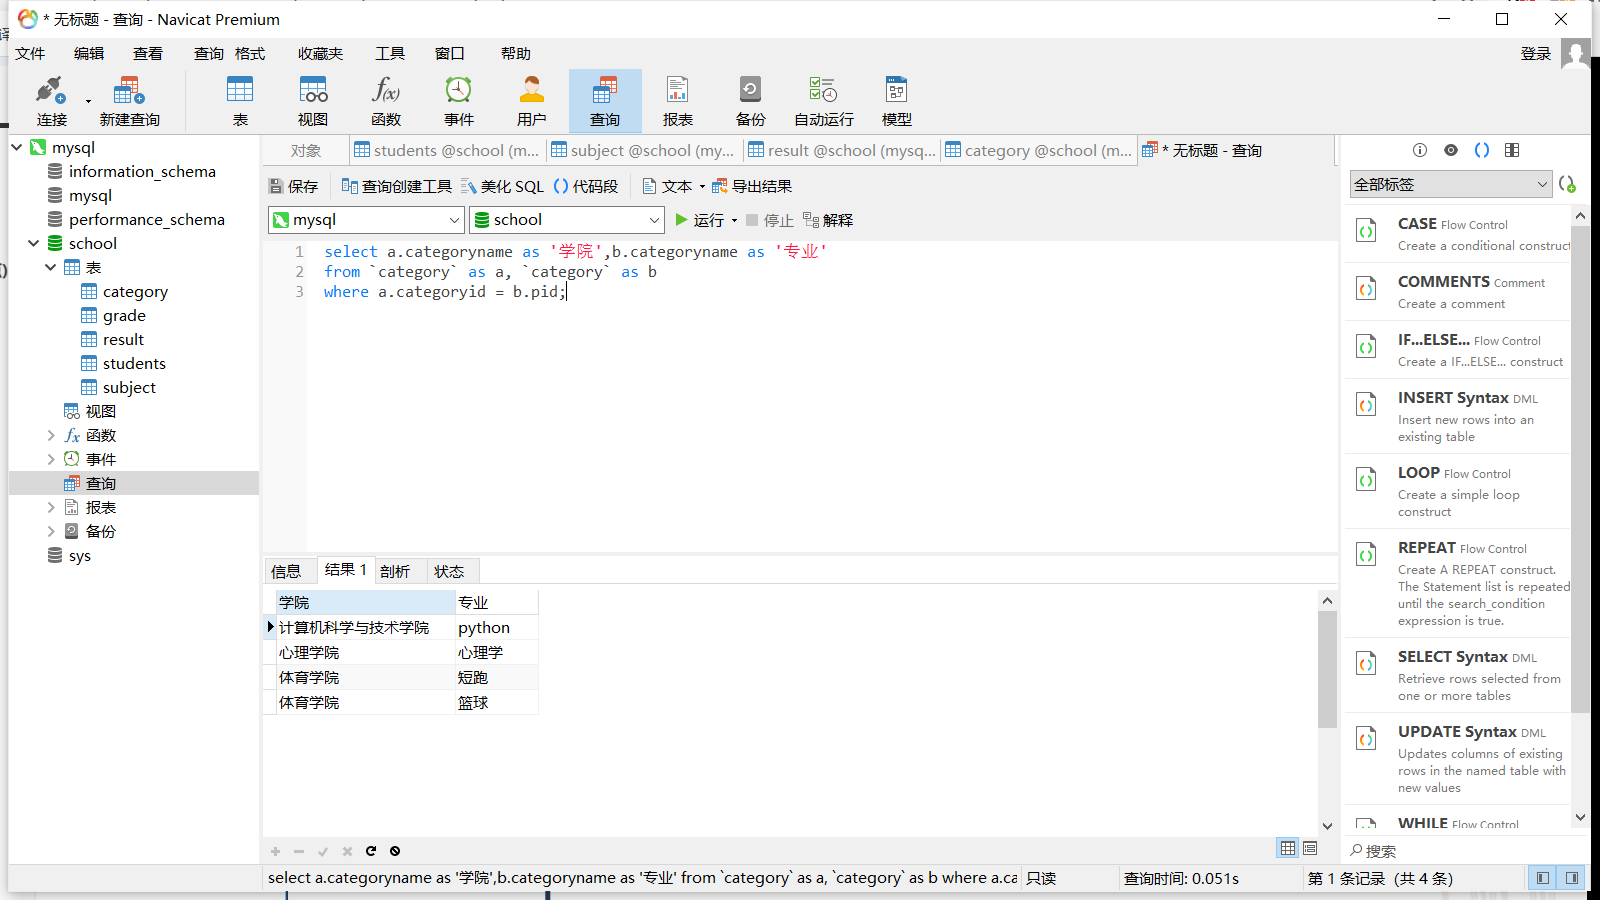 * 无标题 - 查询 - Navicat Premium
文件 编辑 查看 查询 格式 收藏夹 工具 窗口 帮助 登录
连接 新建查询 表 视图 函数 事件 用户 查询 报表 备份 自动运行 模型
对象 students @school (m... subject @school (my... result @school (mysq... category @school (m... * 无标题 - 查询
保存 查询创建工具 美化 SQL () 代码段 文本 导出结果
mysql school 运行 停止 解释
mysql
information_schema
mysql
performance_schema
school
表
category
grade
result
students
subject
视图
函数
事件
查询
报表
备份
sys
1 select a.categoryname as '学院',b.categoryname as '专业'
2 from `category` as a, `category` as b
3 where a.categoryid = b.pid;
信息 结果 1 剖析 状态
学院 专业
计算机科学与技术学院 python
心理学院 心理学
体育学院 短跑
体育学院 篮球
全部标签
CASE Flow Control
Create a conditional construct
COMMENTS Comment
Create a comment
IF...ELSE... Flow Control
Create a IF...ELSE... construct
INSERT Syntax DML
Insert new rows into an
existing table
LOOP Flow Control
Create a simple loop
construct
REPEAT Flow Control
Create A REPEAT construct.
The Statement list is repeated
until the search_condition
expression is true.
SELECT Syntax DML
Retrieve rows selected from
one or more tables
UPDATE Syntax DML
Updates columns of existing
rows in the named table with
new values
WHILE Flow Control
搜索
select a.categoryname as '学院',b.categoryname as '专业' from `category` as a, `category` as b where a.ca 只读 查询时间: 0.051s 第 1 条记录 (共 4 条)